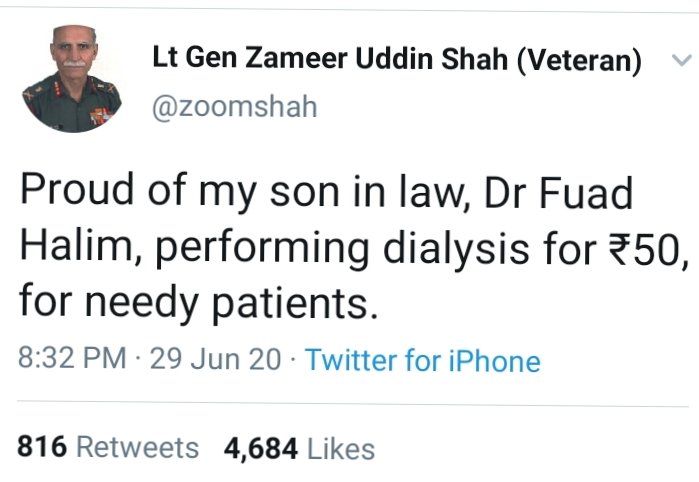 Lt Gen Zameer Uddin Shah (Veteran)
@zoomshah
Proud of my son in law, Dr Fuad
Halim, performing dialysis for ₹50,
for needy patients.
8:32 PM · 29 Jun 20 · Twitter for iPhone
816 Retweets 4,684 Likes